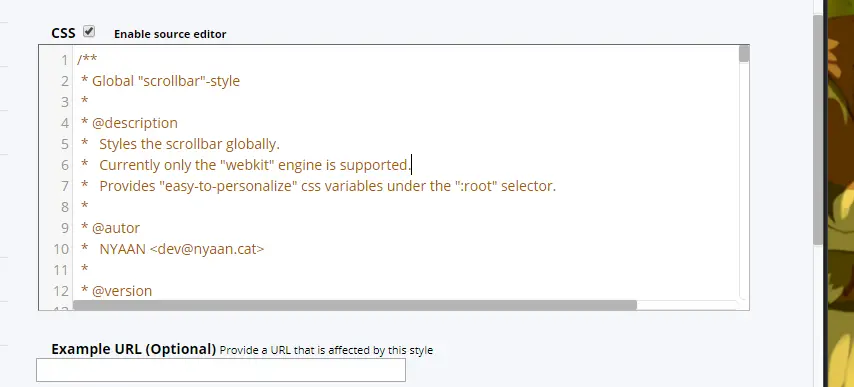 CSS Enable source editor
1 /**
2 * Global "scrollbar"-style
3 *
4 * @description
5 * Styles the scrollbar globally.
6 * Currently only the "webkit" engine is supported.
7 * Provides "easy-to-personalize" css variables under the ":root" selector.
8 *
9 * @autor
10 * NYAAN <dev@nyaan.cat>
11 *
12 * @version
13
Example URL (Optional) Provide a URL that is affected by this style